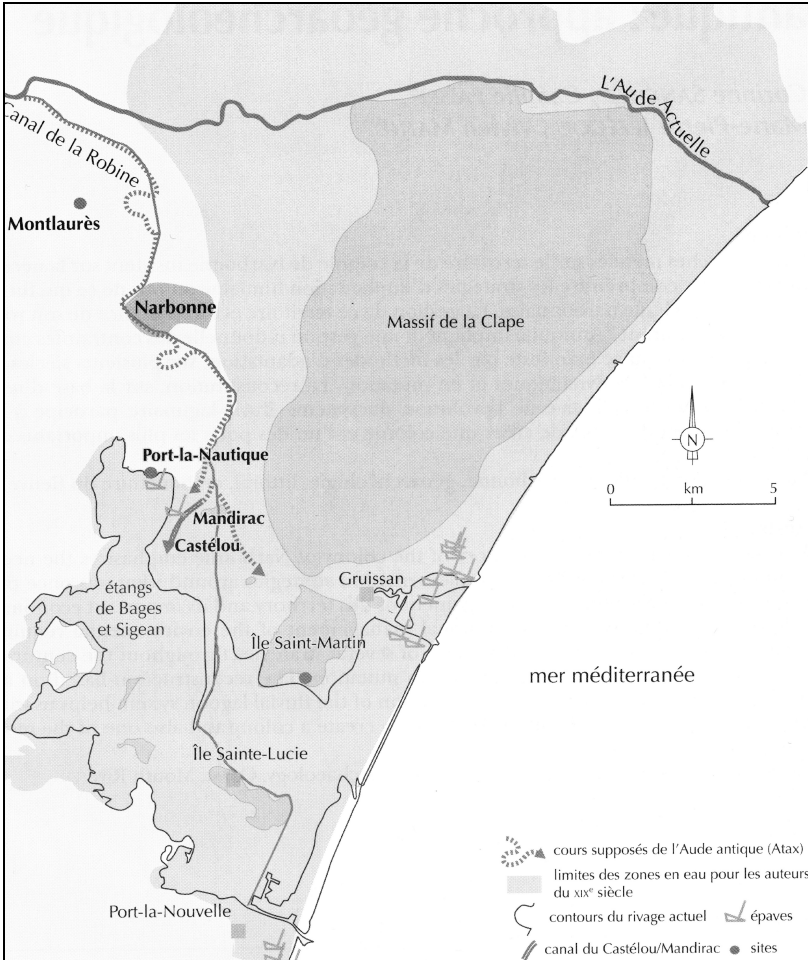 L'Aude Actuelle
Canal de la Robine
Montlaurès
Narbonne
Massif de la Clape
N
0 km 5
Port-la-Nautique
Mandirac
Castélou
étangs
de Bages
et Sigean
Gruissan
Île Saint-Martin
mer méditerranée
Île Sainte-Lucie
Port-la-Nouvelle
cours supposés de l'Aude antique (Atax)
limites des zones en eau pour les auteurs
du XIXe siècle
contours du rivage actuel
épaves
canal du Castélou/Mandirac
sites